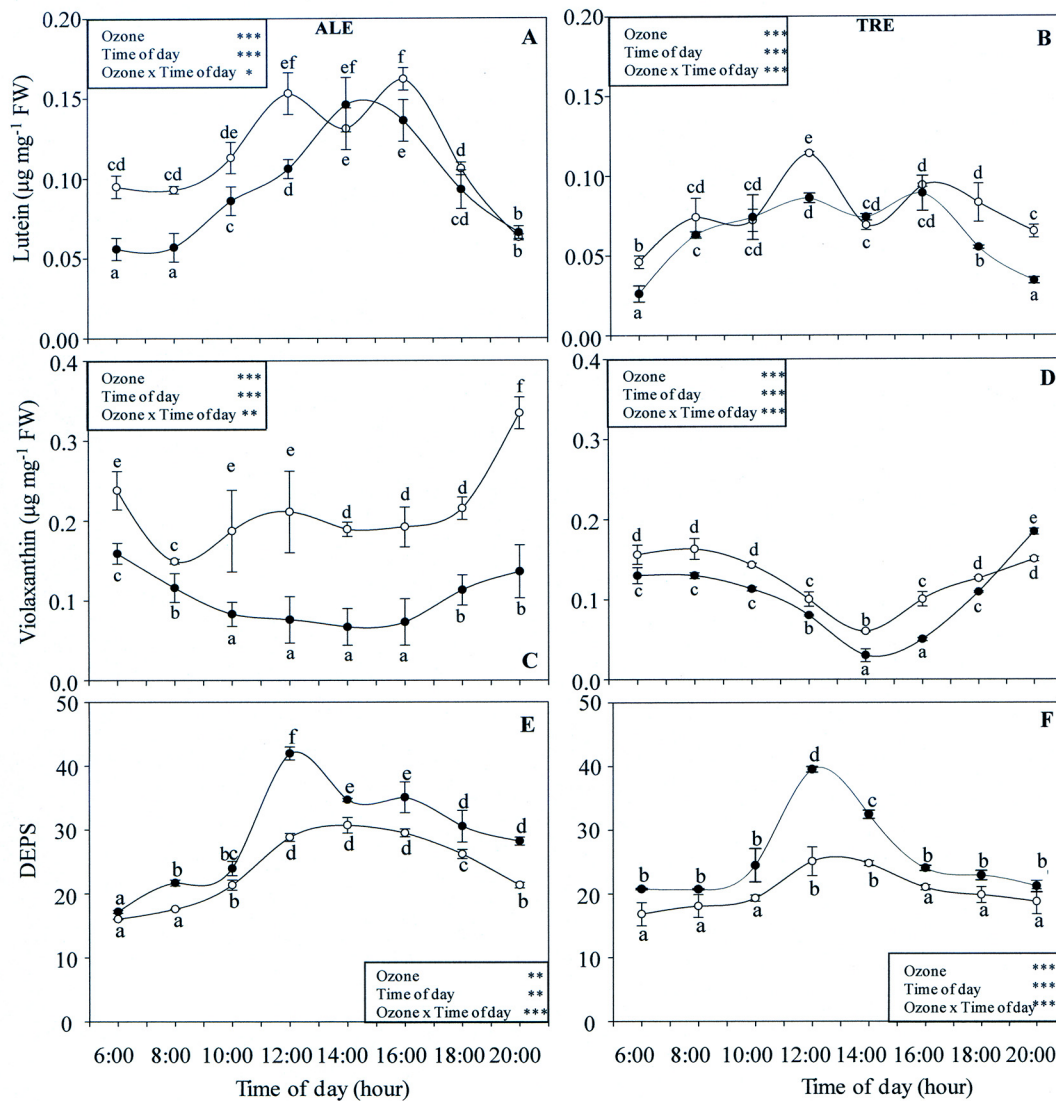 ALE
A
Ozone ***
Time of day ***
Ozone x Time of day *
0.20
0.15
0.10
0.05
0.00
Lutein (µg mg-1 FW)
cd cd de ef ef f d b
a a c d e e cd b
TRE
B
Ozone ***
Time of day ***
Ozone x Time of day ***
0.20
0.15
0.10
0.05
0.00
b cd cd e cd d d c
a c cd d c cd b a
Ozone ***
Time of day ***
Ozone x Time of day **
0.4
0.3
0.2
0.1
0.0
Violaxanthin (µg mg-1 FW)
e c e e d d d f
c b a a a a b b
C
D
Ozone ***
Time of day ***
Ozone x Time of day ***
0.4
0.3
0.2
0.1
0.0
d d d c b c d e
c c c b a a c d
E
50
40
30
20
10
0
DEPS
a b bc f e e d d
a a b d d d c b
Ozone **
Time of day **
Ozone x Time of day ***
6:00 8:00 10:00 12:00 14:00 16:00 18:00 20:00
Time of day (hour)
F
50
40
30
20
10
0
b b b d c b b b
a a a b b a a a
Ozone ***
Time of day ***
Ozone x Time of day ***
6:00 8:00 10:00 12:00 14:00 16:00 18:00 20:00
Time of day (hour)